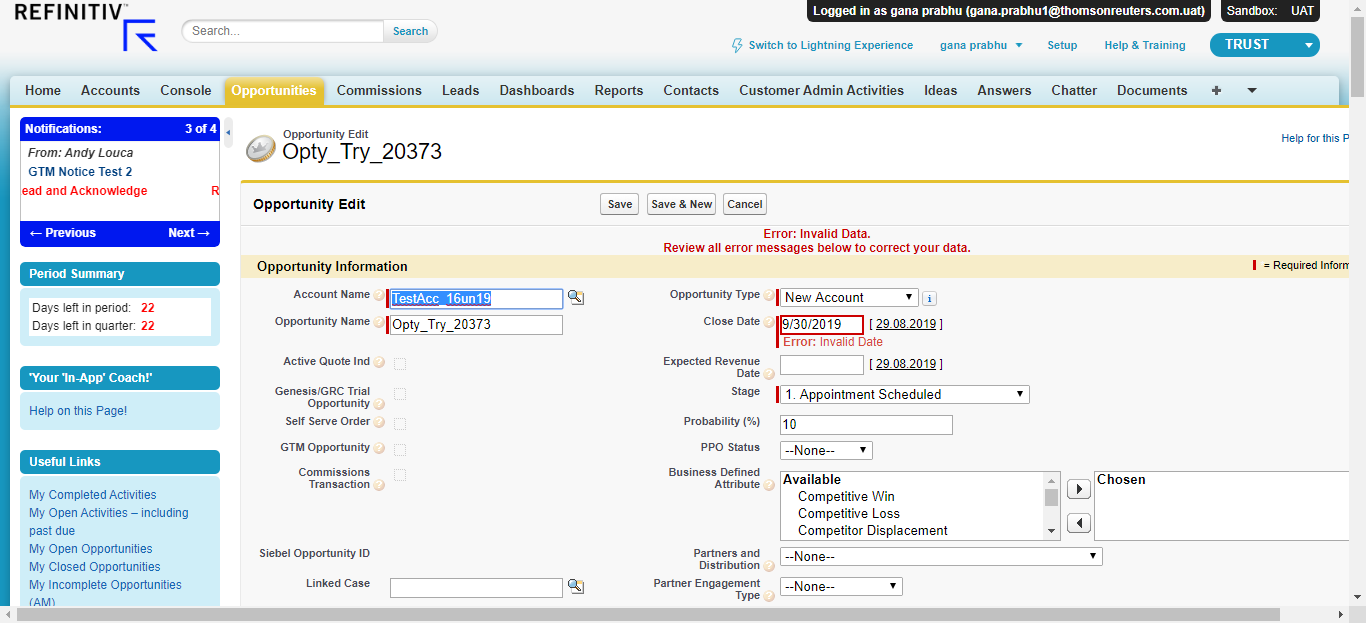 REFINITIV
Search...
Search
Logged in as gana prabhu (gana.prabhu1@thomsonreuters.com.uat)
Sandbox: UAT
Switch to Lightning Experience
gana prabhu
Setup
Help & Training
TRUST
Home Accounts Console Opportunities Commissions Leads Dashboards Reports Contacts Customer Admin Activities Ideas Answers Chatter Documents +
Notifications: 3 of 4
From: Andy Louca
GTM Notice Test 2
ead and Acknowledge R
← Previous Next →
Period Summary
Days left in period: 22
Days left in quarter: 22
'Your 'In-App' Coach!'
Help on this Page!
Useful Links
My Completed Activities
My Open Activities – including
past due
My Open Opportunities
My Closed Opportunities
My Incomplete Opportunities
(AM)
Opportunity Edit
Opty_Try_20373
Help for this P
Opportunity Edit
Save
Save & New
Cancel
Error: Invalid Data.
Review all error messages below to correct your data.
Opportunity Information
= Required Inform
Account Name TestAcc_16un19
Opportunity Name Opty_Try_20373
Active Quote Ind
Genesis/GRC Trial
Opportunity
Self Serve Order
GTM Opportunity
Commissions
Transaction
Siebel Opportunity ID
Linked Case
Opportunity Type New Account
Close Date 9/30/2019 [ 29.08.2019 ]
Error: Invalid Date
Expected Revenue
Date [ 29.08.2019 ]
Stage 1. Appointment Scheduled
Probability (%) 10
PPO Status --None--
Business Defined
Attribute
Available
Competitive Win
Competitive Loss
Competitor Displacement
Chosen
Partners and
Distribution --None--
Partner Engagement
Type --None--